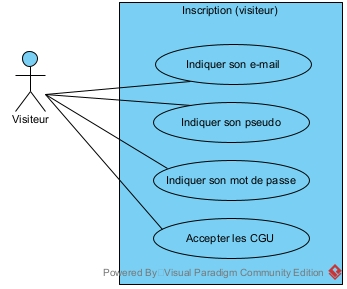 Inscription (visiteur)
Indiquer son e-mail
Visiteur
Indiquer son pseudo
Indiquer son mot de passe
Accepter les CGU
Powered By Visual Paradigm Community Edition